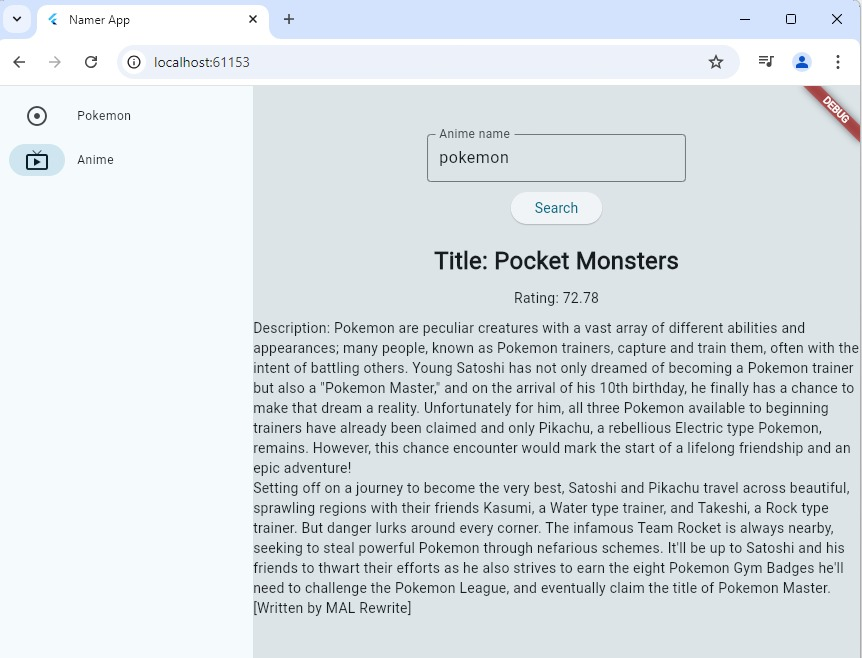 Namer App
localhost:61153
DEBUG
Pokemon
Anime
Anime name
pokemon
Search
Title: Pocket Monsters
Rating: 72.78
Description: Pokemon are peculiar creatures with a vast array of different abilities and
appearances; many people, known as Pokemon trainers, capture and train them, often with the
intent of battling others. Young Satoshi has not only dreamed of becoming a Pokemon trainer
but also a "Pokemon Master," and on the arrival of his 10th birthday, he finally has a chance to
make that dream a reality. Unfortunately for him, all three Pokemon available to beginning
trainers have already been claimed and only Pikachu, a rebellious Electric type Pokemon,
remains. However, this chance encounter would mark the start of a lifelong friendship and an
epic adventure!
Setting off on a journey to become the very best, Satoshi and Pikachu travel across beautiful,
sprawling regions with their friends Kasumi, a Water type trainer, and Takeshi, a Rock type
trainer. But danger lurks around every corner. The infamous Team Rocket is always nearby,
seeking to steal powerful Pokemon through nefarious schemes. It'll be up to Satoshi and his
friends to thwart their efforts as he also strives to earn the eight Pokemon Gym Badges he'll
need to challenge the Pokemon League, and eventually claim the title of Pokemon Master.
[Written by MAL Rewrite]